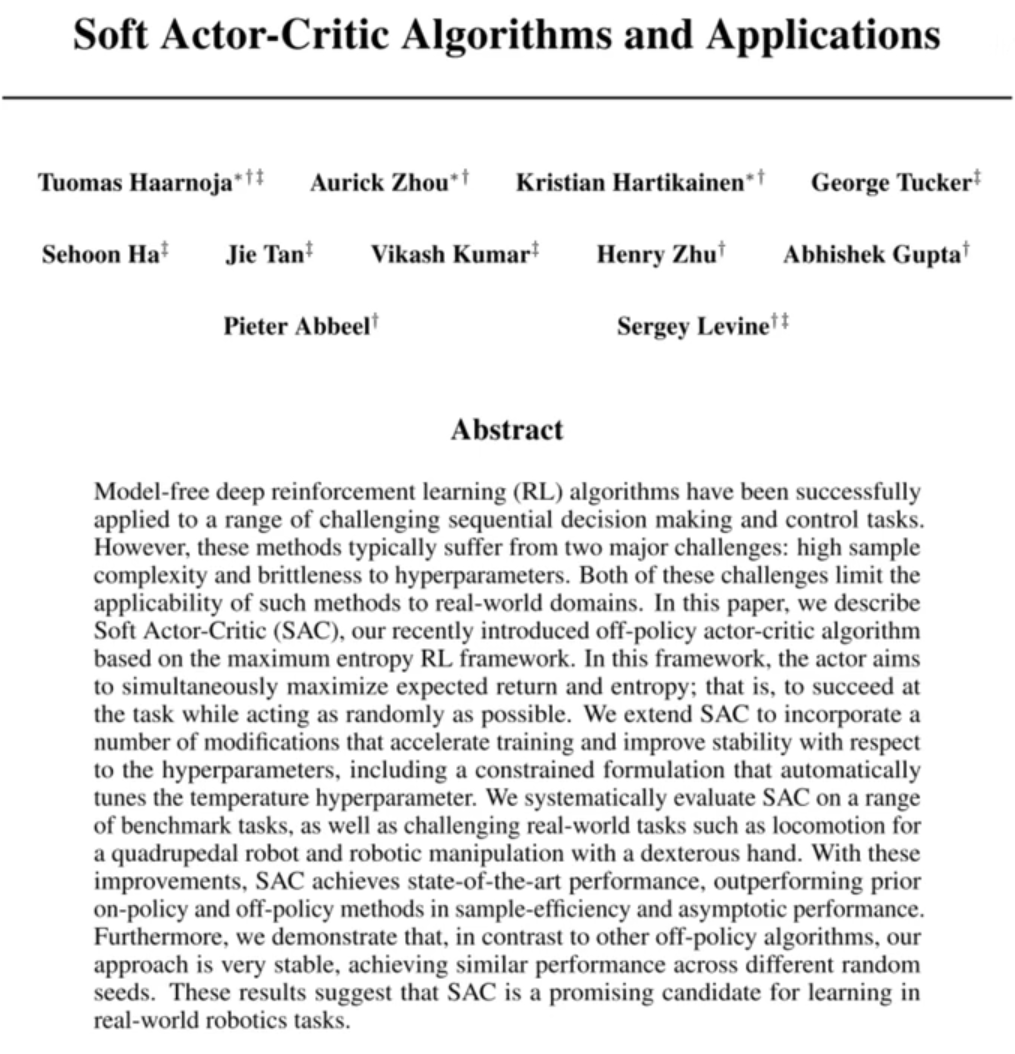 Soft Actor-Critic Algorithms and Applications
Tuomas Haarnoja*†‡ Aurick Zhou*† Kristian Hartikainen*† George Tucker‡
Sehoon Ha‡ Jie Tan‡ Vikash Kumar‡ Henry Zhu† Abhishek Gupta†
Pieter Abbeel† Sergey Levine†‡
Abstract
Model-free deep reinforcement learning (RL) algorithms have been successfully
applied to a range of challenging sequential decision making and control tasks.
However, these methods typically suffer from two major challenges: high sample
complexity and brittleness to hyperparameters. Both of these challenges limit the
applicability of such methods to real-world domains. In this paper, we describe
Soft Actor-Critic (SAC), our recently introduced off-policy actor-critic algorithm
based on the maximum entropy RL framework. In this framework, the actor aims
to simultaneously maximize expected return and entropy; that is, to succeed at
the task while acting as randomly as possible. We extend SAC to incorporate a
number of modifications that accelerate training and improve stability with respect
to the hyperparameters, including a constrained formulation that automatically
tunes the temperature hyperparameter. We systematically evaluate SAC on a range
of benchmark tasks, as well as challenging real-world tasks such as locomotion for
a quadrupedal robot and robotic manipulation with a dexterous hand. With these
improvements, SAC achieves state-of-the-art performance, outperforming prior
on-policy and off-policy methods in sample-efficiency and asymptotic performance.
Furthermore, we demonstrate that, in contrast to other off-policy algorithms, our
approach is very stable, achieving similar performance across different random
seeds. These results suggest that SAC is a promising candidate for learning in
real-world robotics tasks.